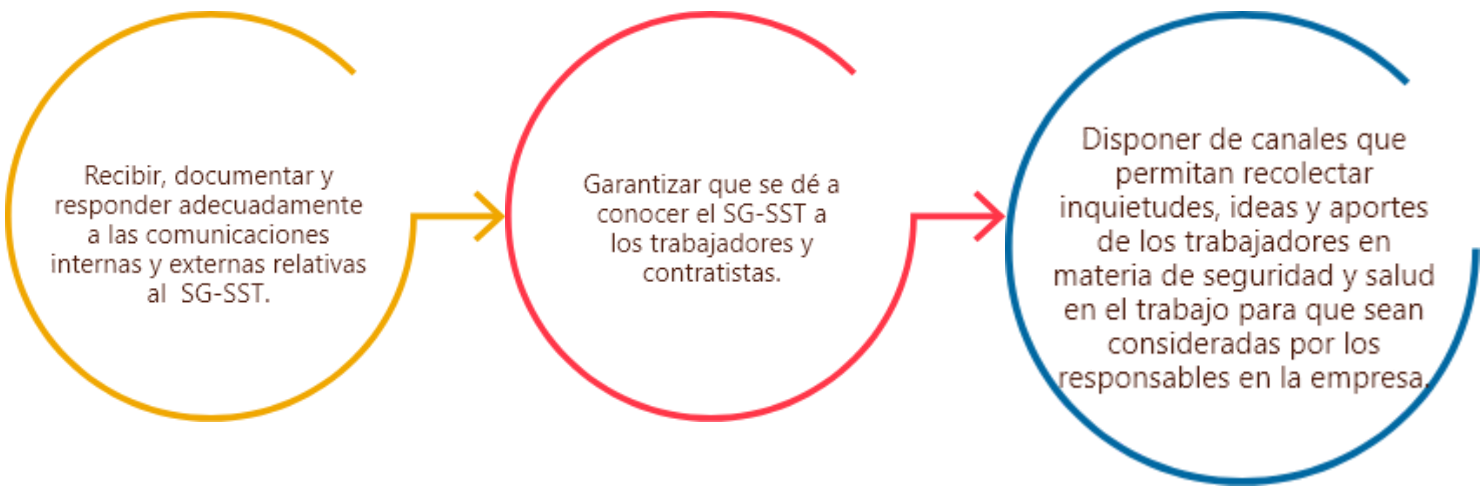 Recibir, documentar y
responder adecuadamente
a las comunicaciones
internas y externas relativas
al  SG-SST.
Garantizar que se dé a
conocer el SG-SST a
los trabajadores y
contratistas.
Disponer de canales que
permitan recolectar
inquietudes, ideas y aportes
de los trabajadores en
materia de seguridad y salud
en el trabajo para que sean
consideradas por los
responsables en la empresa.